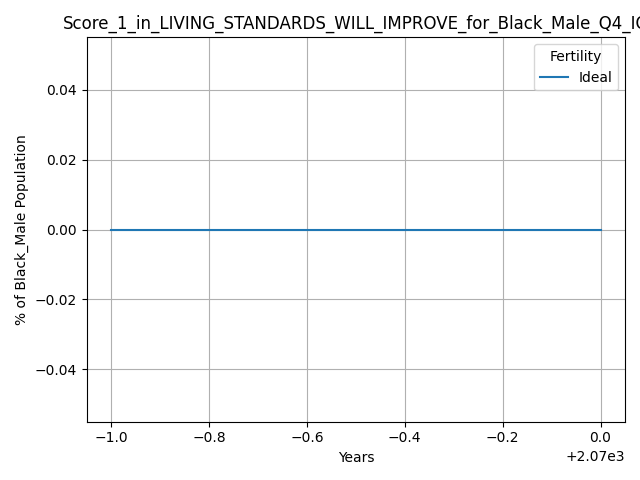 Score_1_in_LIVING_STANDARDS_WILL_IMPROVE_for_Black_Male_Q4_IQ
Fertility
Ideal
0.04
0.02
0.00
−0.02
−0.04
% of Black_Male Population
−1.0 −0.8 −0.6 −0.4 −0.2 0.0
+2.07e3
Years